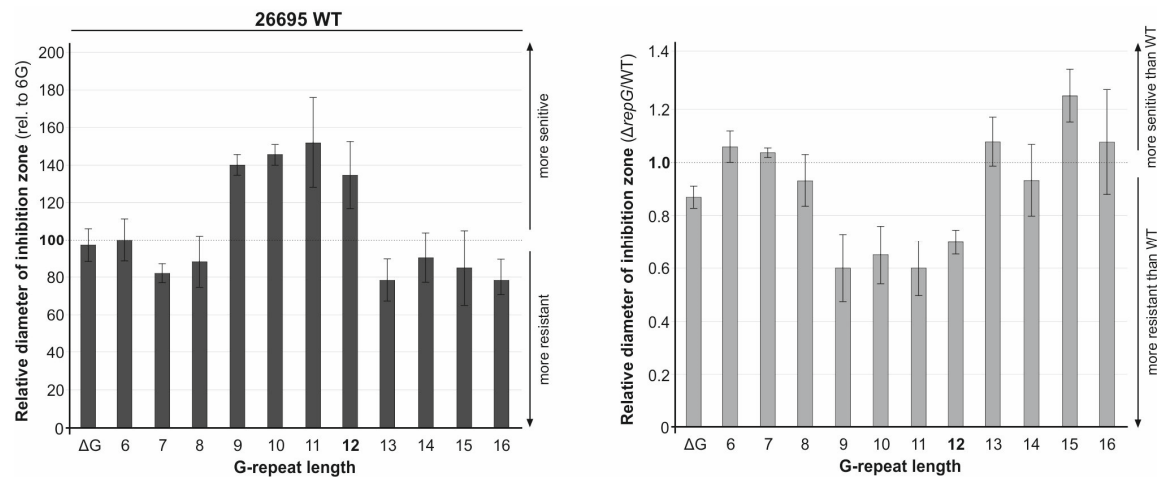 26695 WT
Relative diameter of inhibition zone (rel. to 6G)
200
180
160
140
120
100
80
60
40
20
0
ΔG 6 7 8 9 10 11 12 13 14 15 16
G-repeat length
more senitive
more resistant
Relative diameter of inhibition zone (ΔrepG/WT)
1.4
1.2
1.0
0.8
0.6
0.4
0.2
0
ΔG 6 7 8 9 10 11 12 13 14 15 16
G-repeat length
more senitive than WT
more resistant than WT